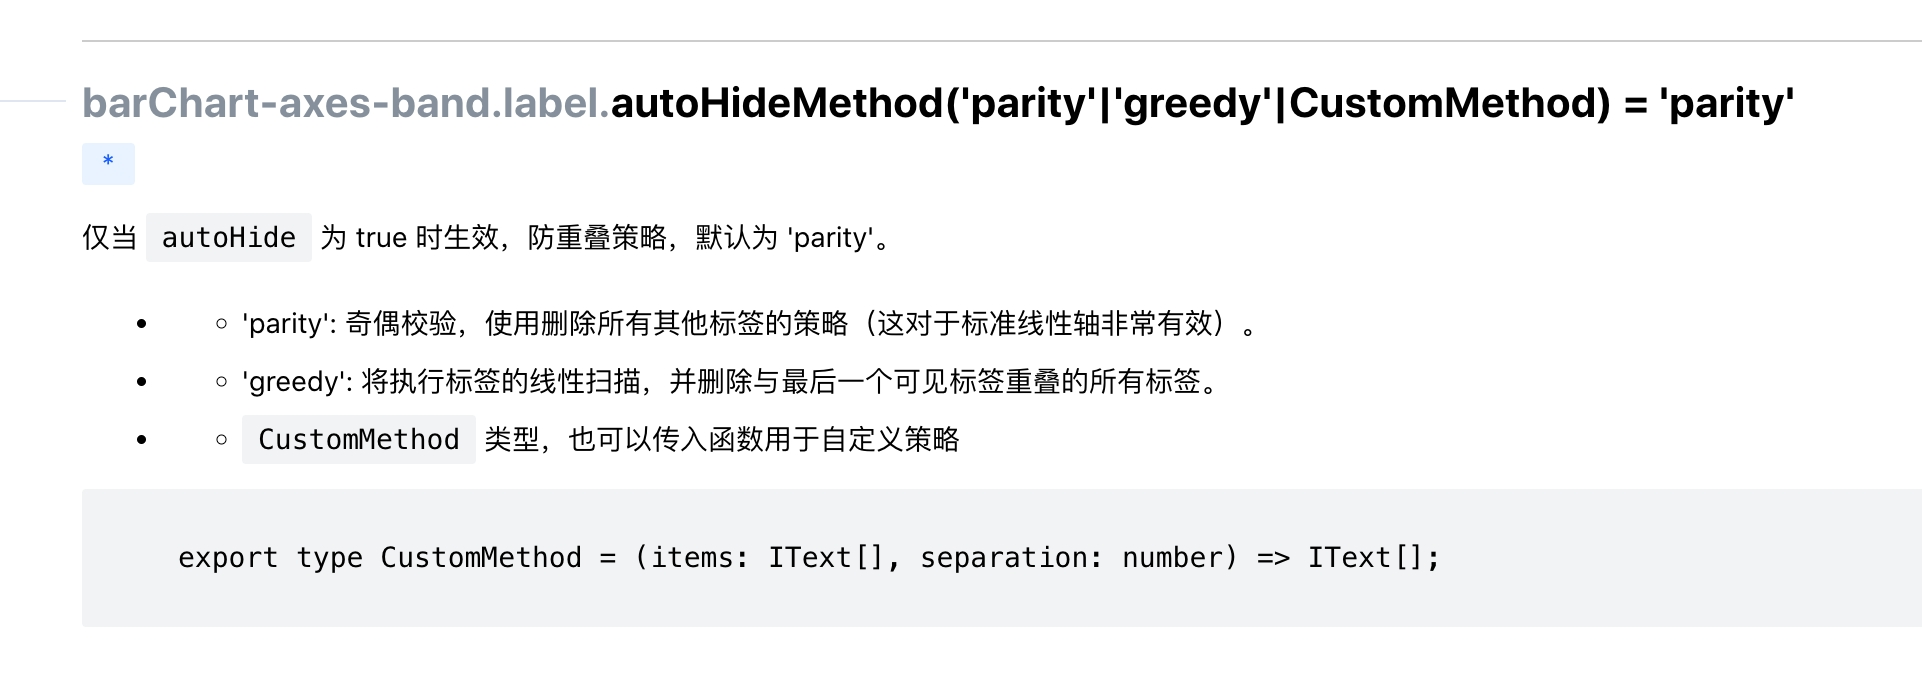 barChart-axes-band.label.autoHideMethod('parity'|'greedy'|CustomMethod) = 'parity'
*
仅当 autoHide 为 true 时生效，防重叠策略，默认为 'parity'。
'parity': 奇偶校验，使用删除所有其他标签的策略（这对于标准线性轴非常有效）。
'greedy': 将执行标签的线性扫描，并删除与最后一个可见标签重叠的所有标签。
CustomMethod 类型，也可以传入函数用于自定义策略
export type CustomMethod = (items: IText[], separation: number) => IText[];